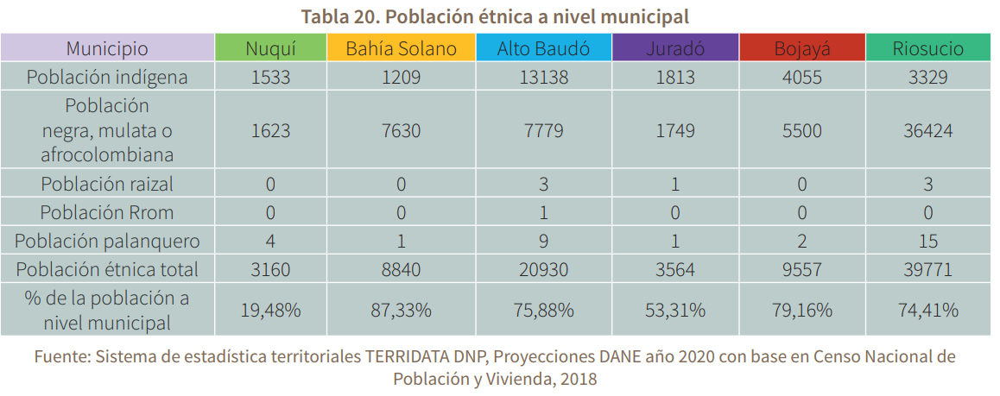 Tabla 20. Población étnica a nivel municipal
Municipio Nuquí Bahía Solano Alto Baudó Juradó Bojayá Riosucio
Población indígena 1533 1209 13138 1813 4055 3329
Población
negra, mulata o 1623 7630 7779 1749 5500 36424
afrocolombiana
Población raizal 0 0 3 1 0 3
Población Rrom 0 0 1 0 0 0
Población palanquero 4 1 9 1 2 15
Población étnica total 3160 8840 20930 3564 9557 39771
% de la población a
nivel municipal 19,48% 87,33% 75,88% 53,31% 79,16% 74,41%
Fuente: Sistema de estadística territoriales TERRIDATA DNP, Proyecciones DANE año 2020 con base en Censo Nacional de
Población y Vivienda, 2018